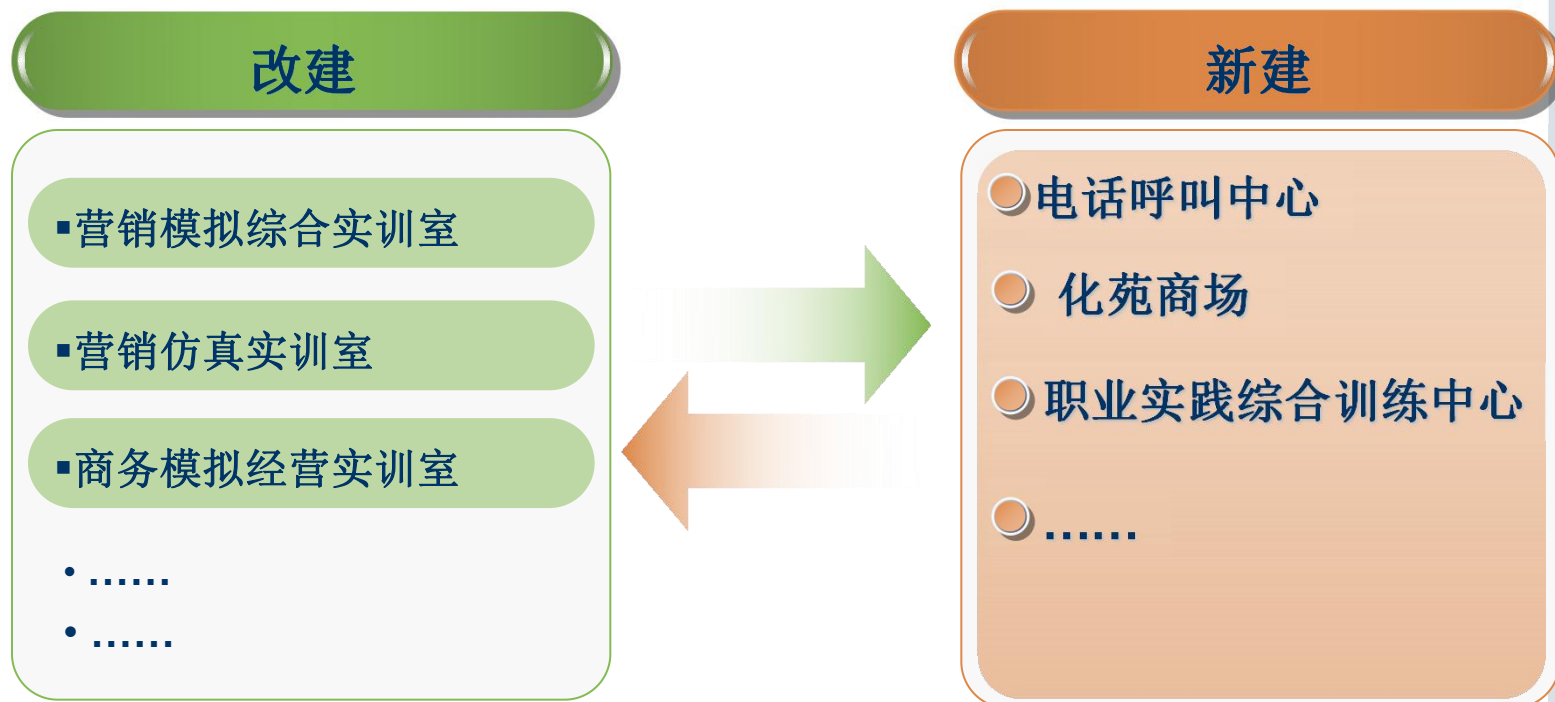 改建
▪营销模拟综合实训室
▪营销仿真实训室
▪商务模拟经营实训室
• ……
• ……
新建
电话呼叫中心
化苑商场
职业实践综合训练中心
……